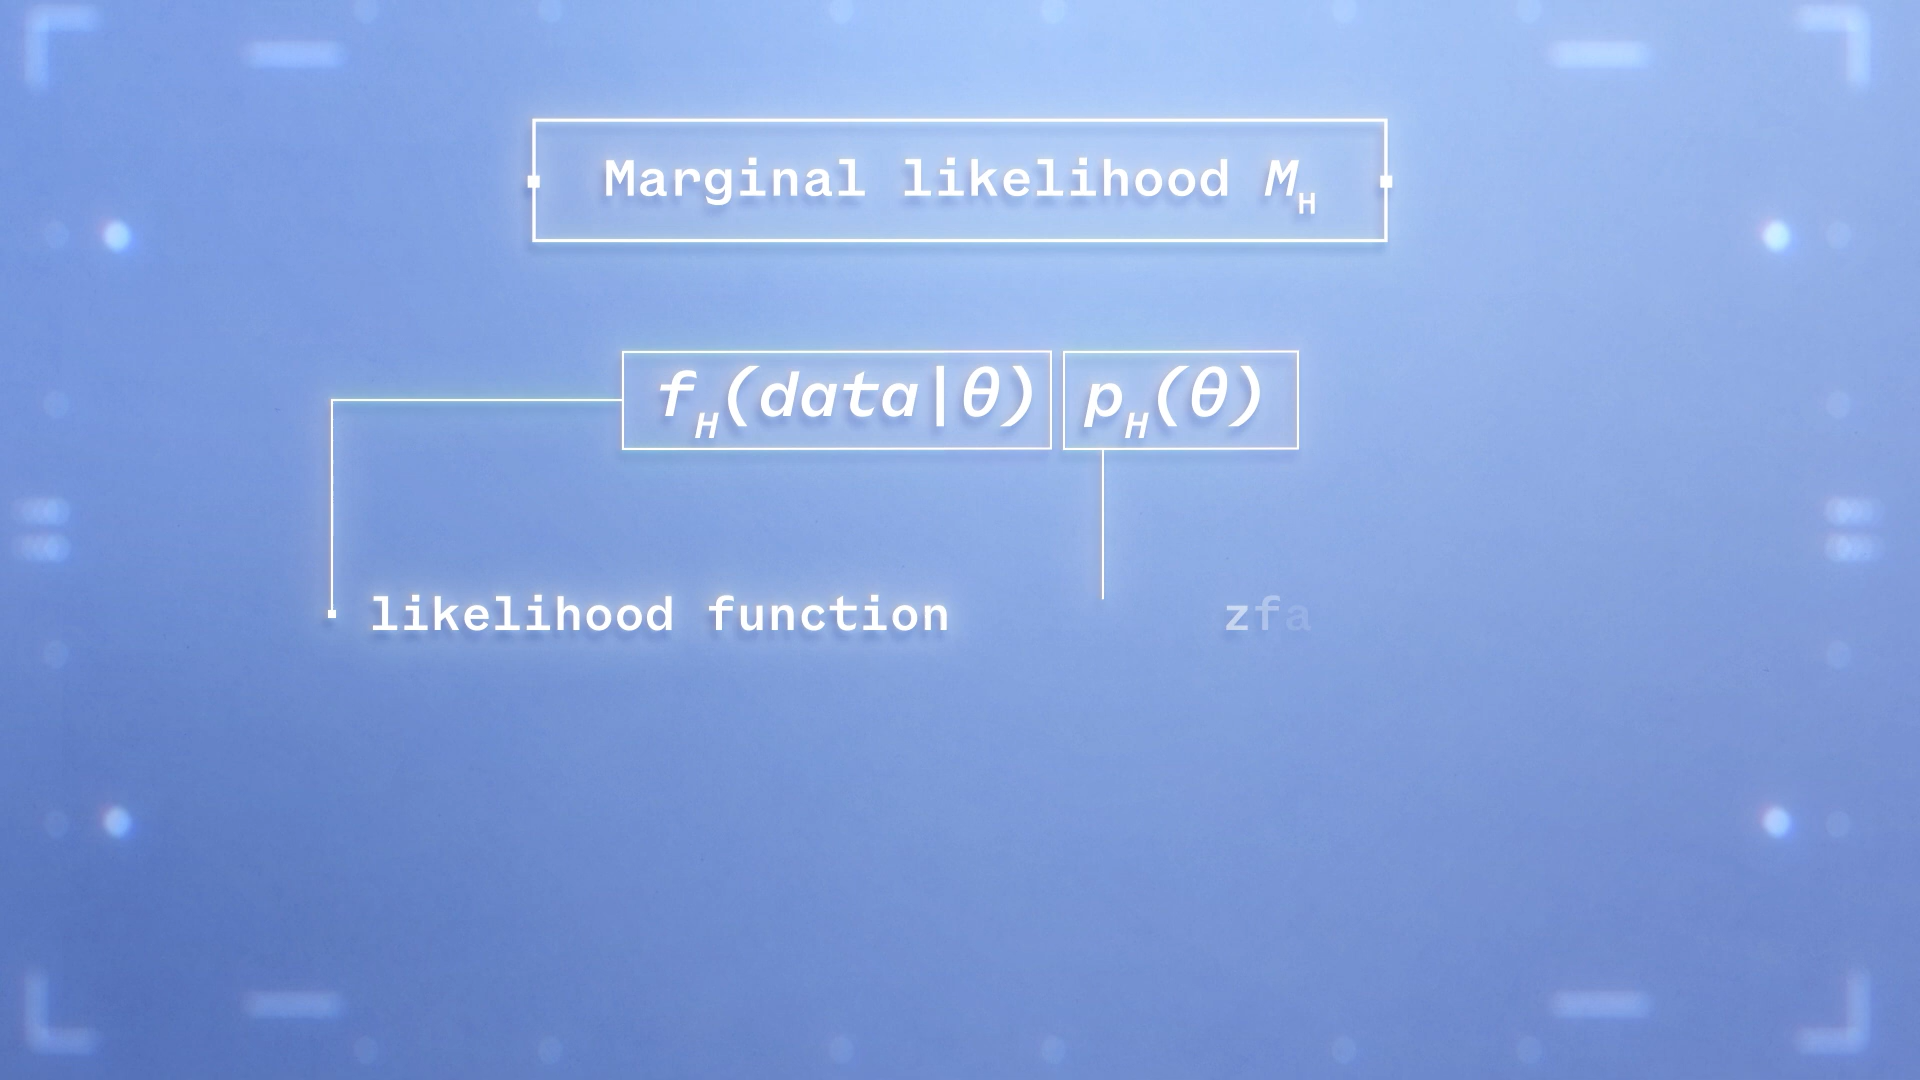 Marginal likelihood M_H
f_H(data|θ) p_H(θ)
likelihood function
zfa